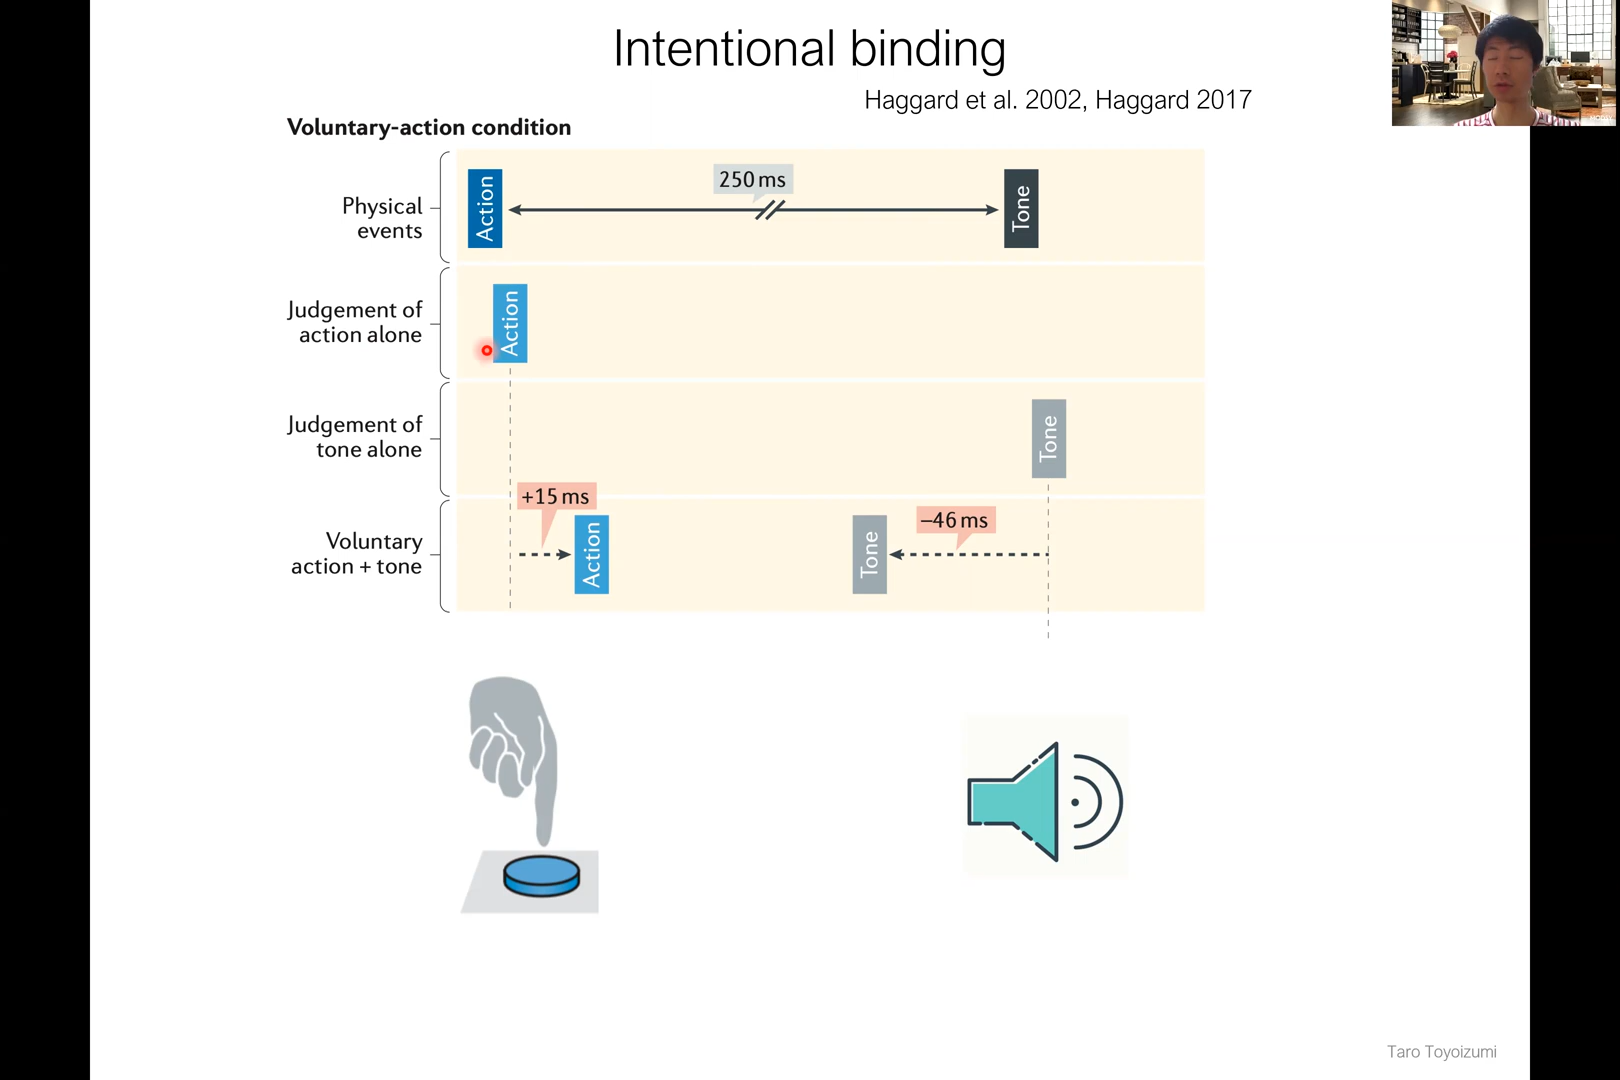 Intentional binding
Haggard et al. 2002, Haggard 2017
Voluntary-action condition
Physical
events
Action
250 ms
Tone
Judgement of
action alone
Action
Judgement of
tone alone
Tone
Voluntary
action + tone
+15 ms
Action
Tone
–46 ms
Taro Toyoizumi